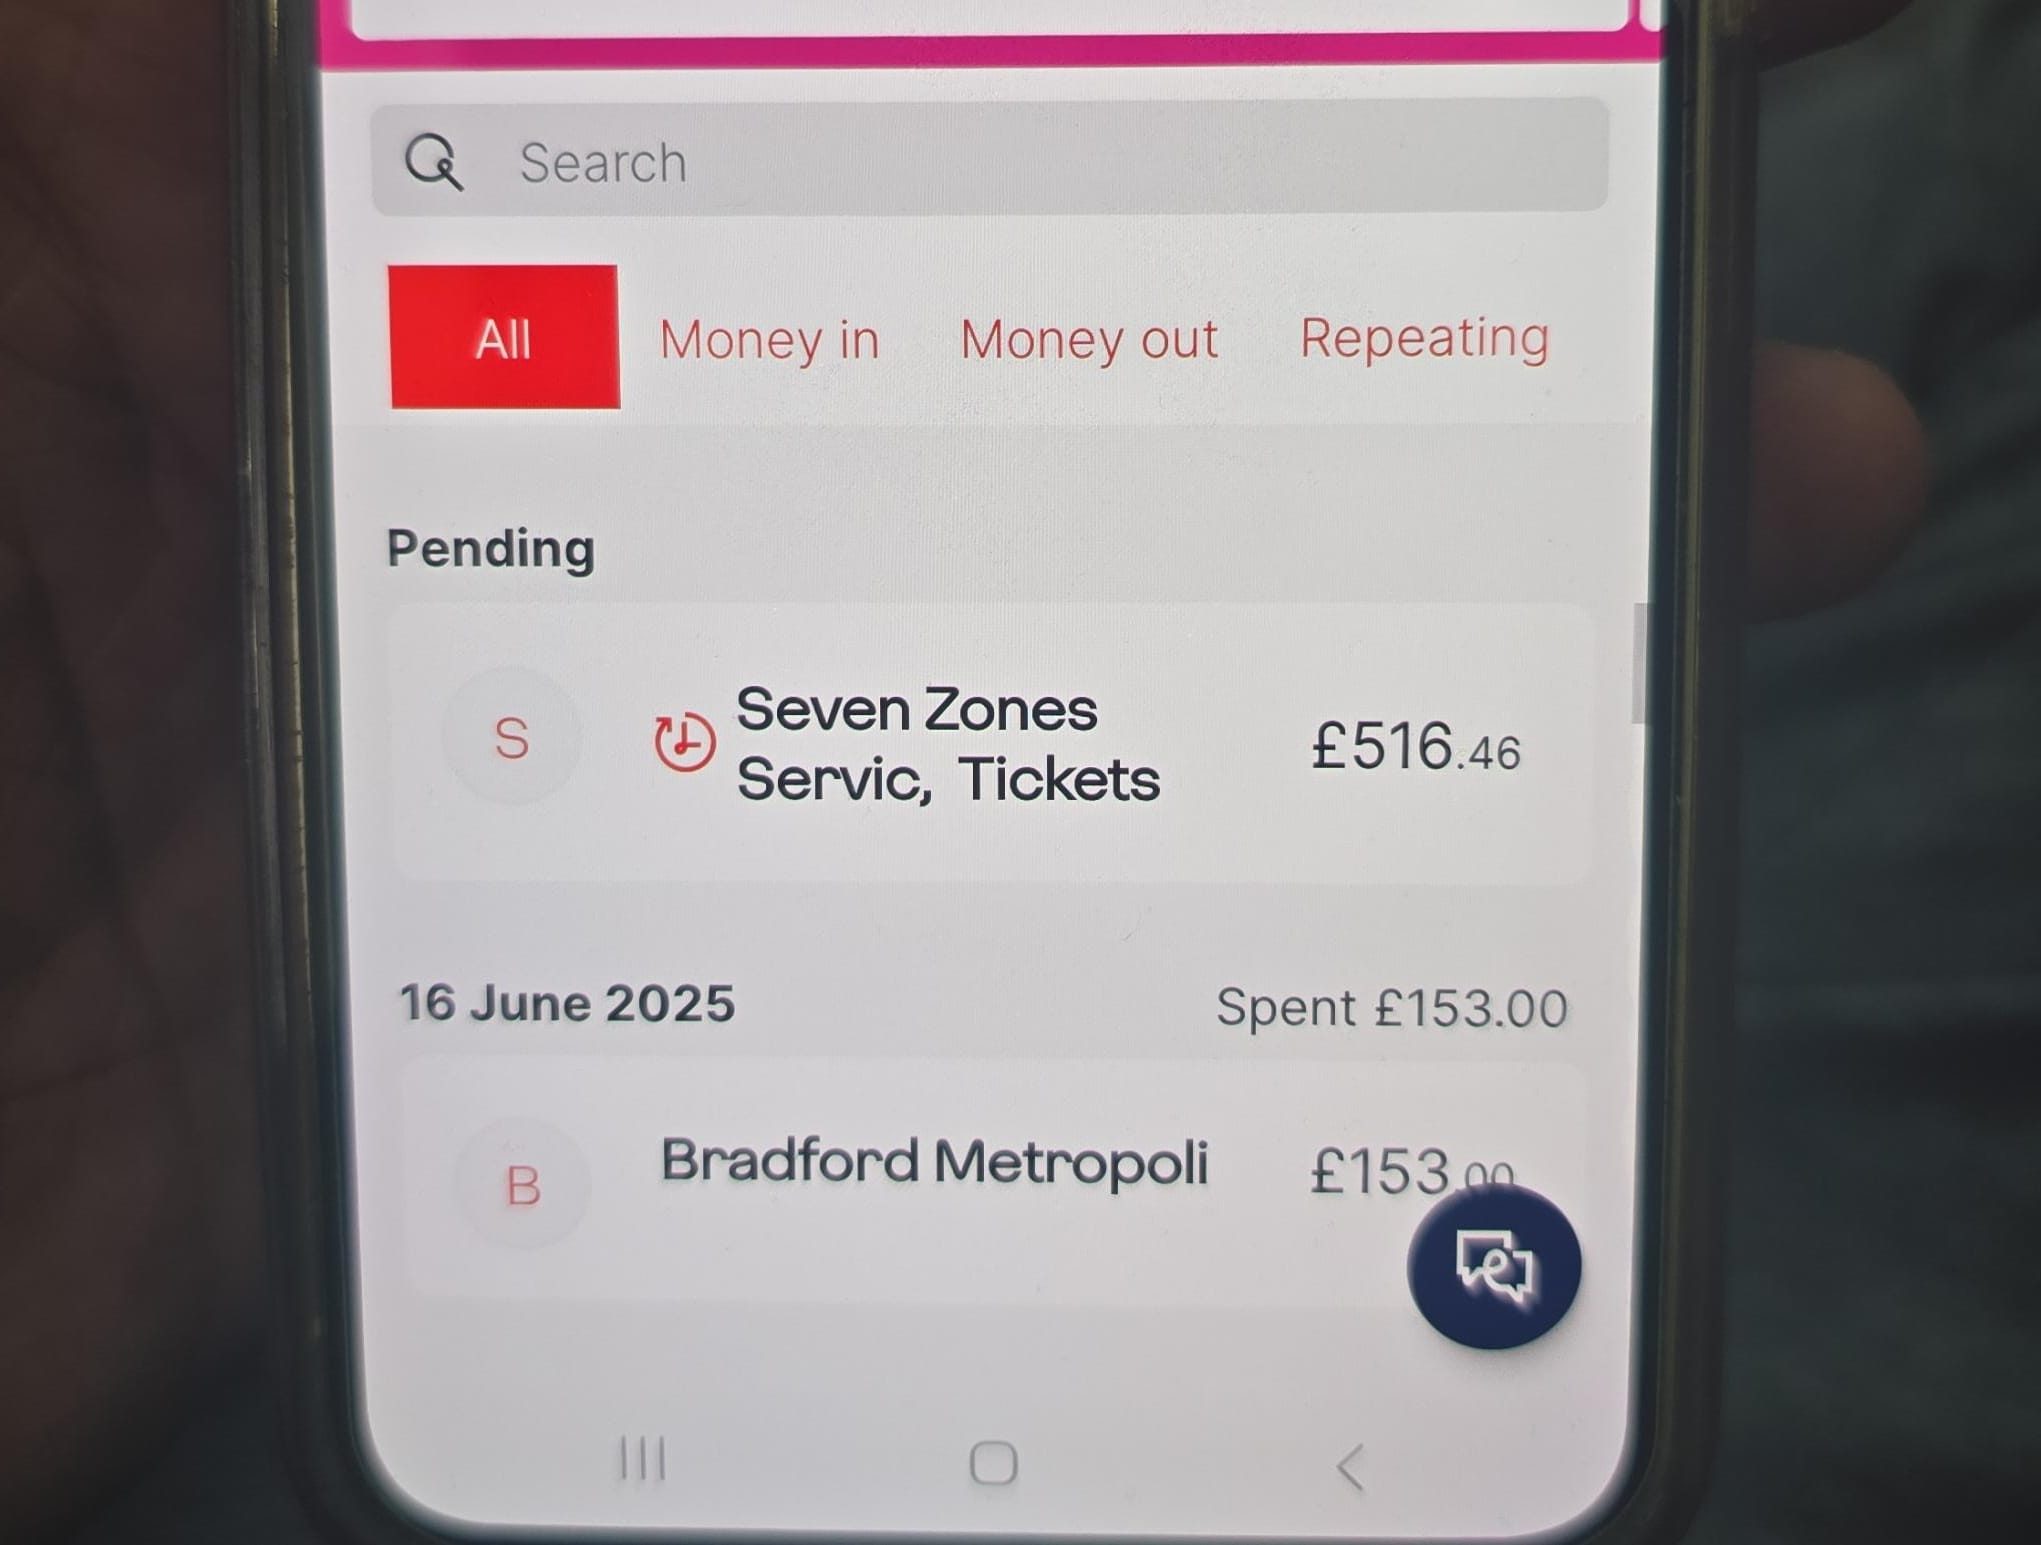 Search
All Money in Money out Repeating
Pending
S Seven Zones
Servic, Tickets £516.46
16 June 2025 Spent £153.00
B Bradford Metropoli £153.00